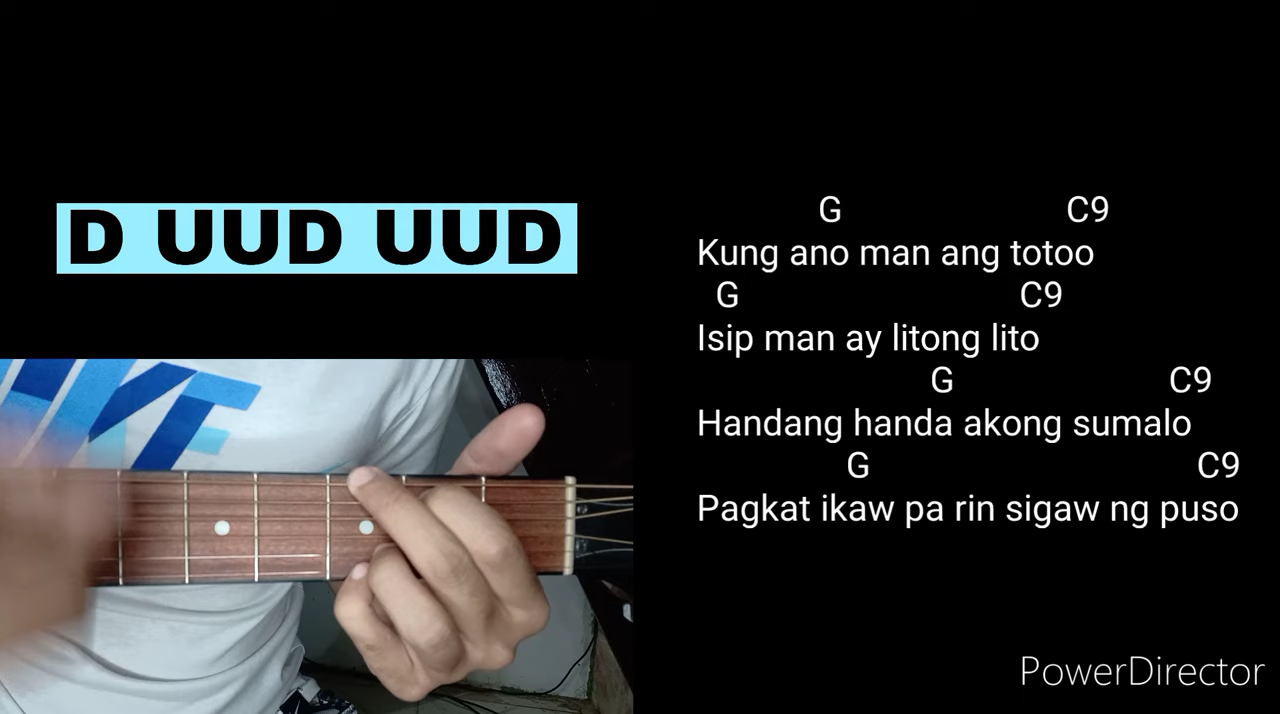 D UUD UUD
G C9
Kung ano man ang totoo
G C9
Isip man ay litong lito
G C9
Handang handa akong sumalo
G C9
Pagkat ikaw pa rin sigaw ng puso
PowerDirector